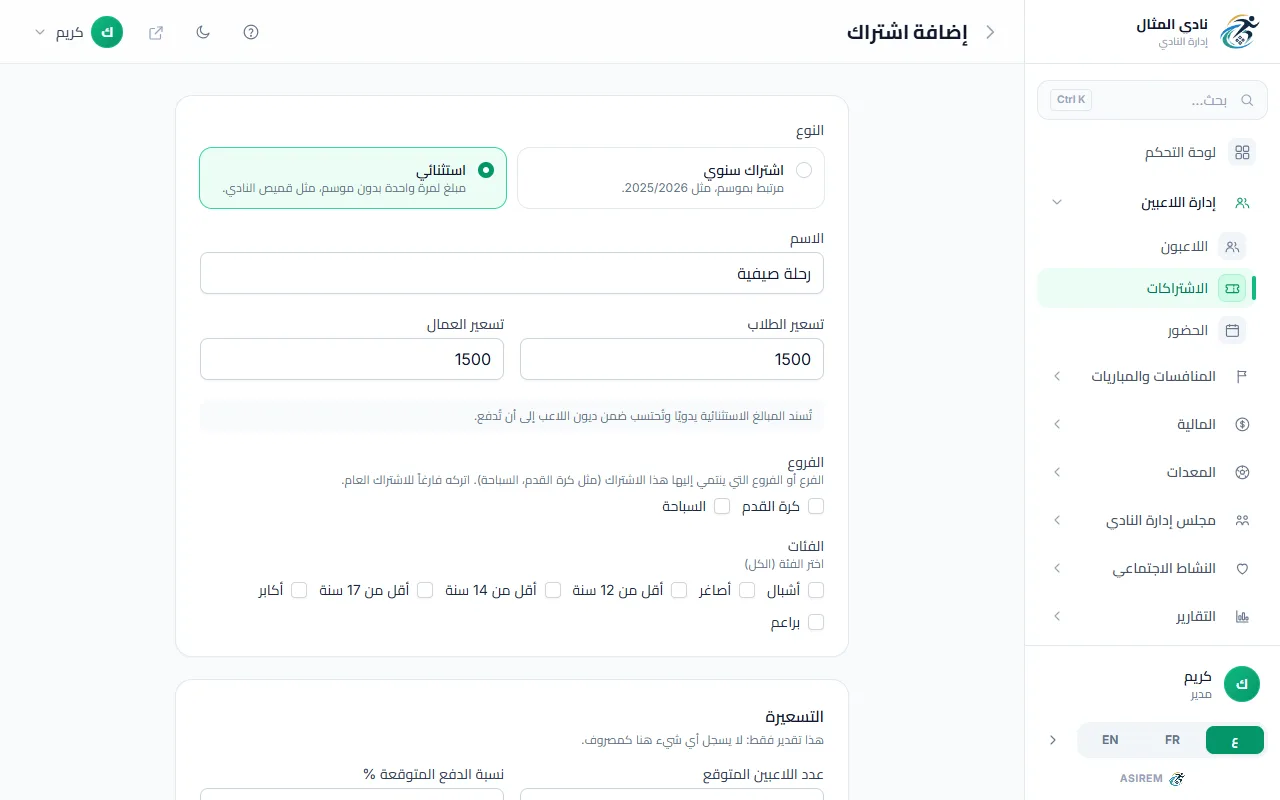 نادي المثال
إدارة النادي
بحث...
Ctrl K
لوحة التحكم
إدارة اللاعبين
اللاعبون
الاشتراكات
الحضور
المنافسات والمباريات
المالية
المعدات
مجلس إدارة النادي
النشاط الاجتماعي
التقارير
ك
كريم
مدير
ع
FR
EN
ASIREM
إضافة اشتراك
ك
كريم
النوع
اشتراك سنوي
مرتبط بموسم، مثل 2025/2026.
استثنائي
مبلغ لمرة واحدة بدون موسم، مثل قميص النادي.
الاسم
رحلة صيفية
تسعير الطلاب
تسعير العمال
1500
1500
تُسند المبالغ الاستثنائية يدويًا وتُحتسب ضمن ديون اللاعب إلى أن تُدفع.
الفروع
الفرع أو الفروع التي ينتمي إليها هذا الاشتراك (مثل كرة القدم، السباحة). اتركه فارغاً للاشتراك العام.
كرة القدم
السباحة
الفئات
اختر الفئة (الكل)
أشبال
أصاغر
أقل من 12 سنة
أقل من 14 سنة
أقل من 17 سنة
أكابر
براعم
التسعيرة
هذا تقدير فقط: لا يسجل أي شيء هنا كمصروف.
عدد اللاعبين المتوقع
نسبة الدفع المتوقعة %